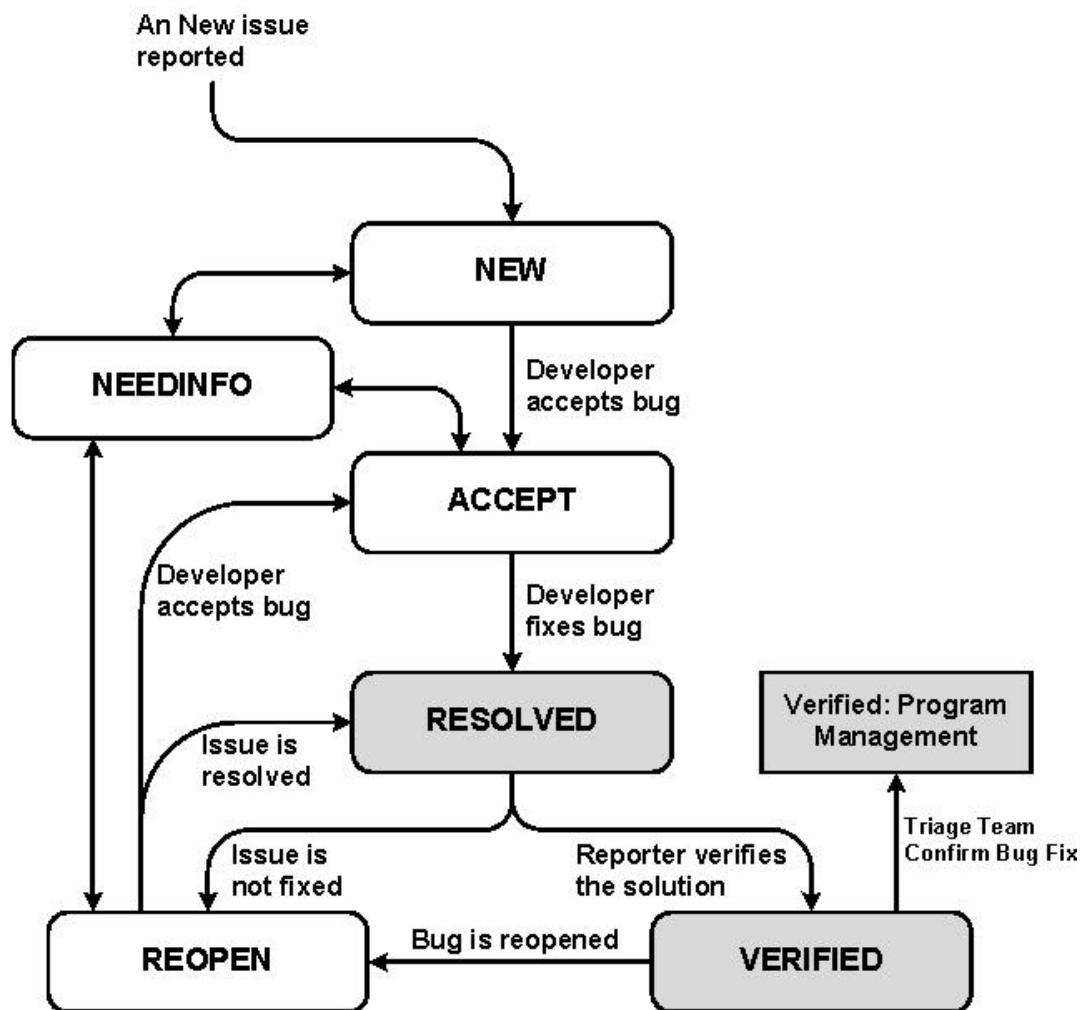 An New issue
reported
NEW
NEEDINFO
Developer
accepts bug
ACCEPT
Developer
accepts bug
Developer
fixes bug
RESOLVED
Verified: Program
Management
Issue is
resolved
Triage Team
Confirm Bug Fix
Issue is
not fixed
Reporter verifies
the solution
Bug is reopened
REOPEN
VERIFIED